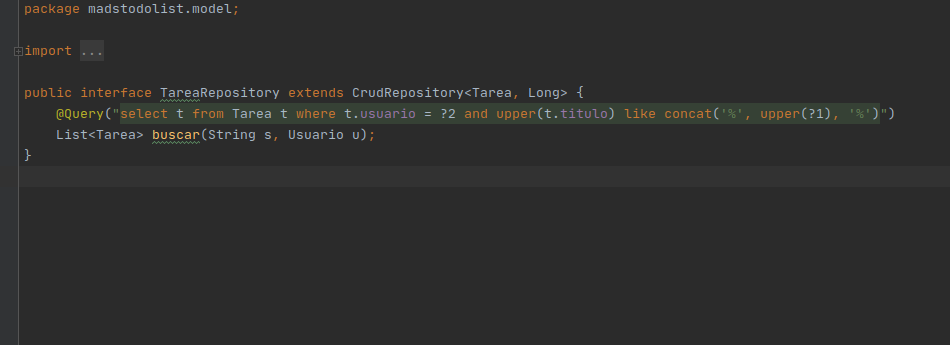 package madstodolist.model;
import ...
public interface TareaRepository extends CrudRepository<Tarea, Long> {
@Query("select t from Tarea t where t.usuario = ?2 and upper(t.titulo) like concat('%', upper(?1), '%')")
List<Tarea> buscar(String s, Usuario u);
}